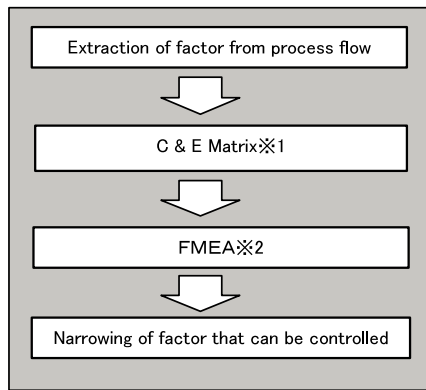 Extraction of factor from process flow
C & E Matrix※1
FMEA※2
Narrowing of factor that can be controlled